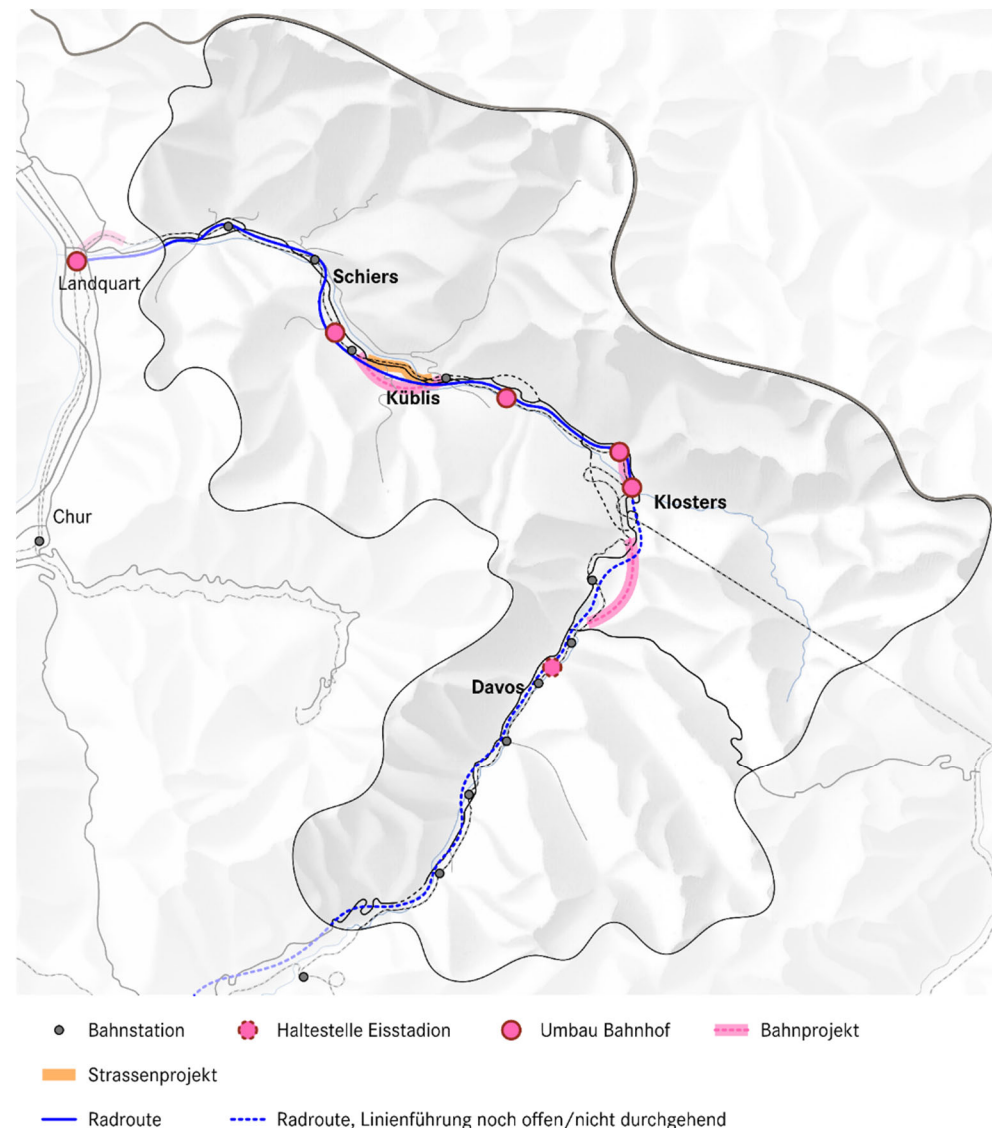 Schiers
Landquart
Küblis
Klosters
Chur
Davos
Bahnstation
Haltestelle Eisstadion
Umbau Bahnhof
Bahnprojekt
Strassenprojekt
Radroute
Radroute, Linienführung noch offen/nicht durchgehend